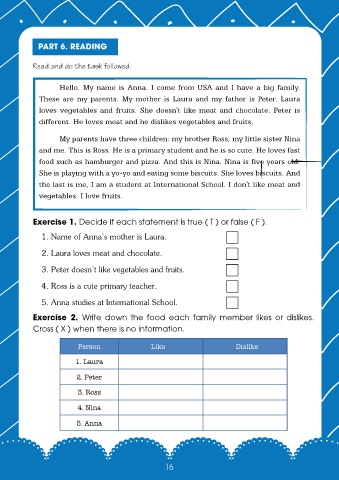 PART 6. READING
Read and do the task followed.
Hello. My name is Anna. I come from USA and I have a big family.
These are my parents. My mother is Laura and my father is Peter. Laura
loves vegetables and fruits. She doesn't like meat and chocolate. Peter is
different. He loves meat and he dislikes vegetables and fruits.
My parents have three children: my brother Ross, my little sister Nina
and me. This is Ross. He is a primary student and he is so cute. He loves fast
food such as hamburger and pizza. And this is Nina. Nina is five years old.
She is playing with a yo-yo and eating some biscuits. She loves biscuits. And
the last is me, I am a student at International School. I don't like meat and
vegetables. I love fruits.
Exercise 1. Decide if each statement is true ( T ) or false ( F ).
1. Name of Anna's mother is Laura.
2. Laura loves meat and chocolate.
3. Peter doesn't like vegetables and fruits.
4. Ross is a cute primary teacher.
5. Anna studies at International School.
Exercise 2. Write down the food each family member likes or dislikes.
Cross ( X ) when there is no information.
Person Like Dislike
1. Laura
2. Peter
3. Ross
4. Nina
5. Anna
16